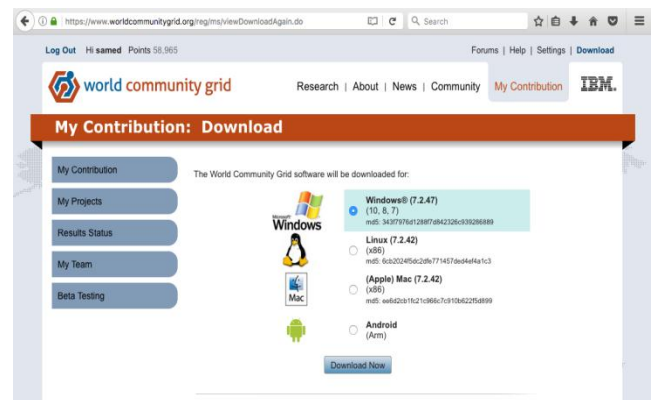 https://www.worldcommunitygrid.org/reg/ms/viewDownloadAgain.do
Search
Log Out Hi samed Points 58,965
Forums | Help | Settings | Download
world community grid
Research | About | News | Community
My Contribution
IBM.
My Contribution: Download
My Contribution
My Projects
Results Status
My Team
Beta Testing
The World Community Grid software will be downloaded for:
Microsoft
Windows
Windows® (7.2.47)
(10, 8, 7)
md5:
Linux (7.2.42)
(x86)
md5:
Mac
(Apple) Mac (7.2.42)
(x86)
md5:
Android
(Arm)
Download Now